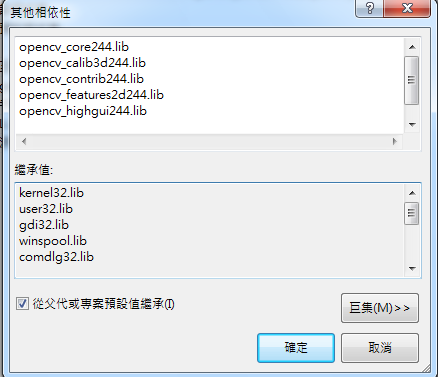 其他相依性
opencv_core244.lib
opencv_calib3d244.lib
opencv_contrib244.lib
opencv_features2d244.lib
opencv_highgui244.lib
繼承值:
kernel32.lib
user32.lib
gdi32.lib
winspool.lib
comdlg32.lib
從父代或專案預設值繼承(I)
巨集(M)>>
確定
取消